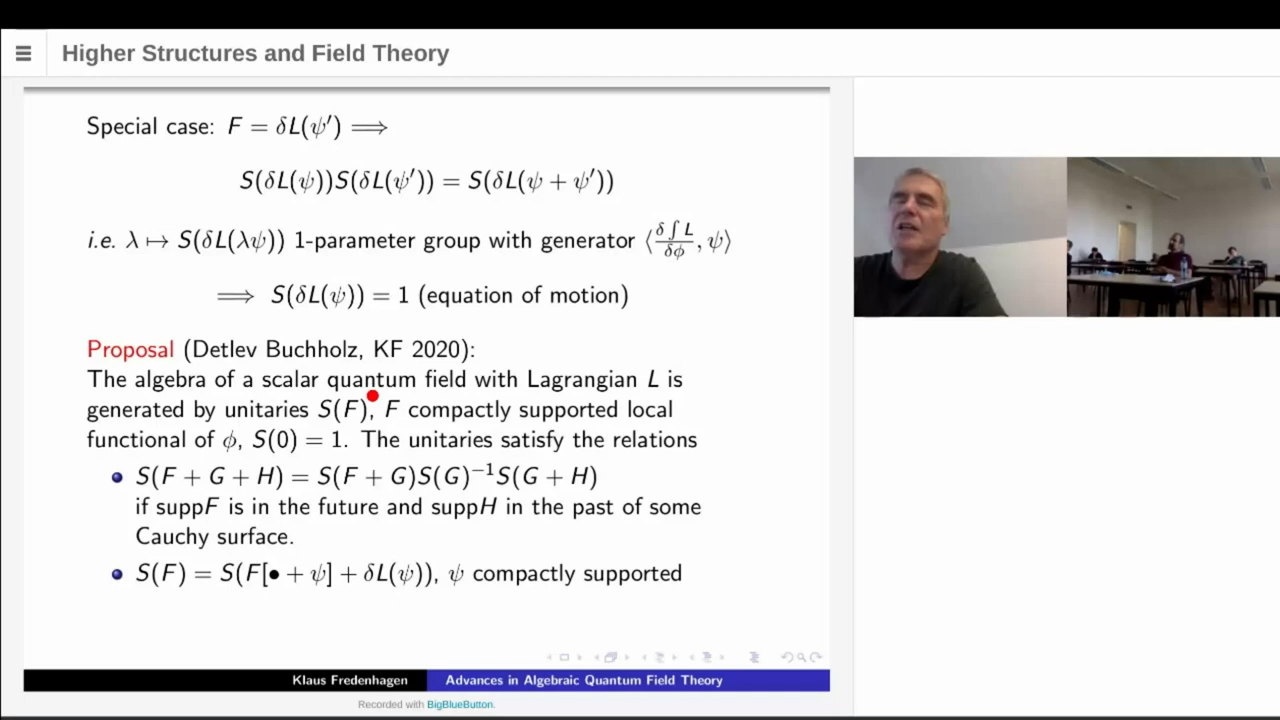 Higher Structures and Field Theory
Special case: F = δL(ψ′) ⟹
S(δL(ψ))S(δL(ψ′)) = S(δL(ψ + ψ′))
i.e. λ ↦ S(δL(λψ)) 1-parameter group with generator ⟨δ∫L/δϕ, ψ⟩
⟹ S(δL(ψ)) = 1 (equation of motion)
Proposal (Detlev Buchholz, KF 2020):
The algebra of a scalar quantum field with Lagrangian L is
generated by unitaries S(F), F compactly supported local
functional of ϕ, S(0) = 1. The unitaries satisfy the relations
S(F + G + H) = S(F + G)S(G)⁻¹S(G + H)
if suppF is in the future and suppH in the past of some
Cauchy surface.
S(F) = S(F[• + ψ] + δL(ψ)), ψ compactly supported
Klaus Fredenhagen Advances in Algebraic Quantum Field Theory
Recorded with BigBlueButton.